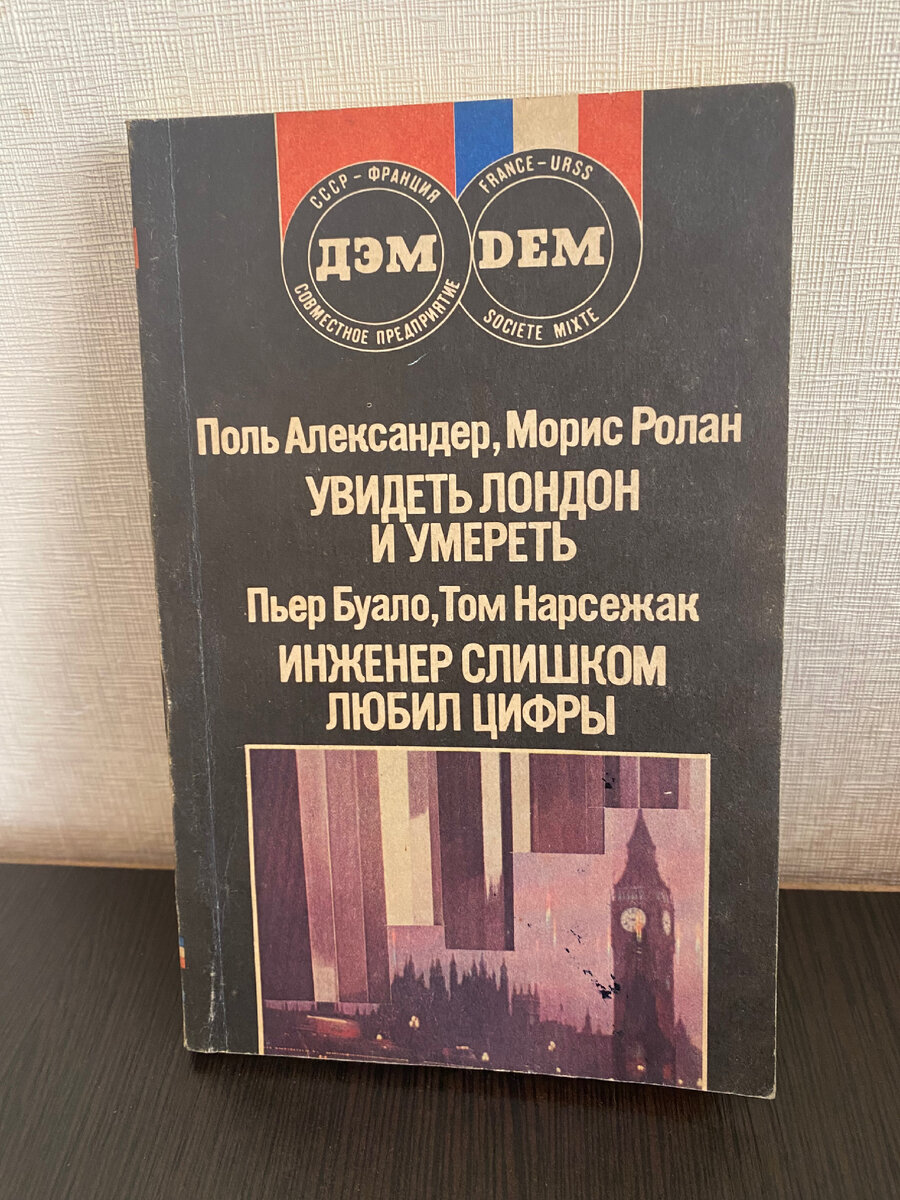 СССР – ФРАНЦИЯ
ДЭМ
СОВМЕСТНОЕ ПРЕДПРИЯТИЕ
FRANCE – URSS
DEM
SOCIETE MIXTE
Поль Александер, Морис Ролан
УВИДЕТЬ ЛОНДОН
И УМЕРЕТЬ
Пьер Буало, Том Нарсежак
ИНЖЕНЕР СЛИШКОМ
ЛЮБИЛ ЦИФРЫ